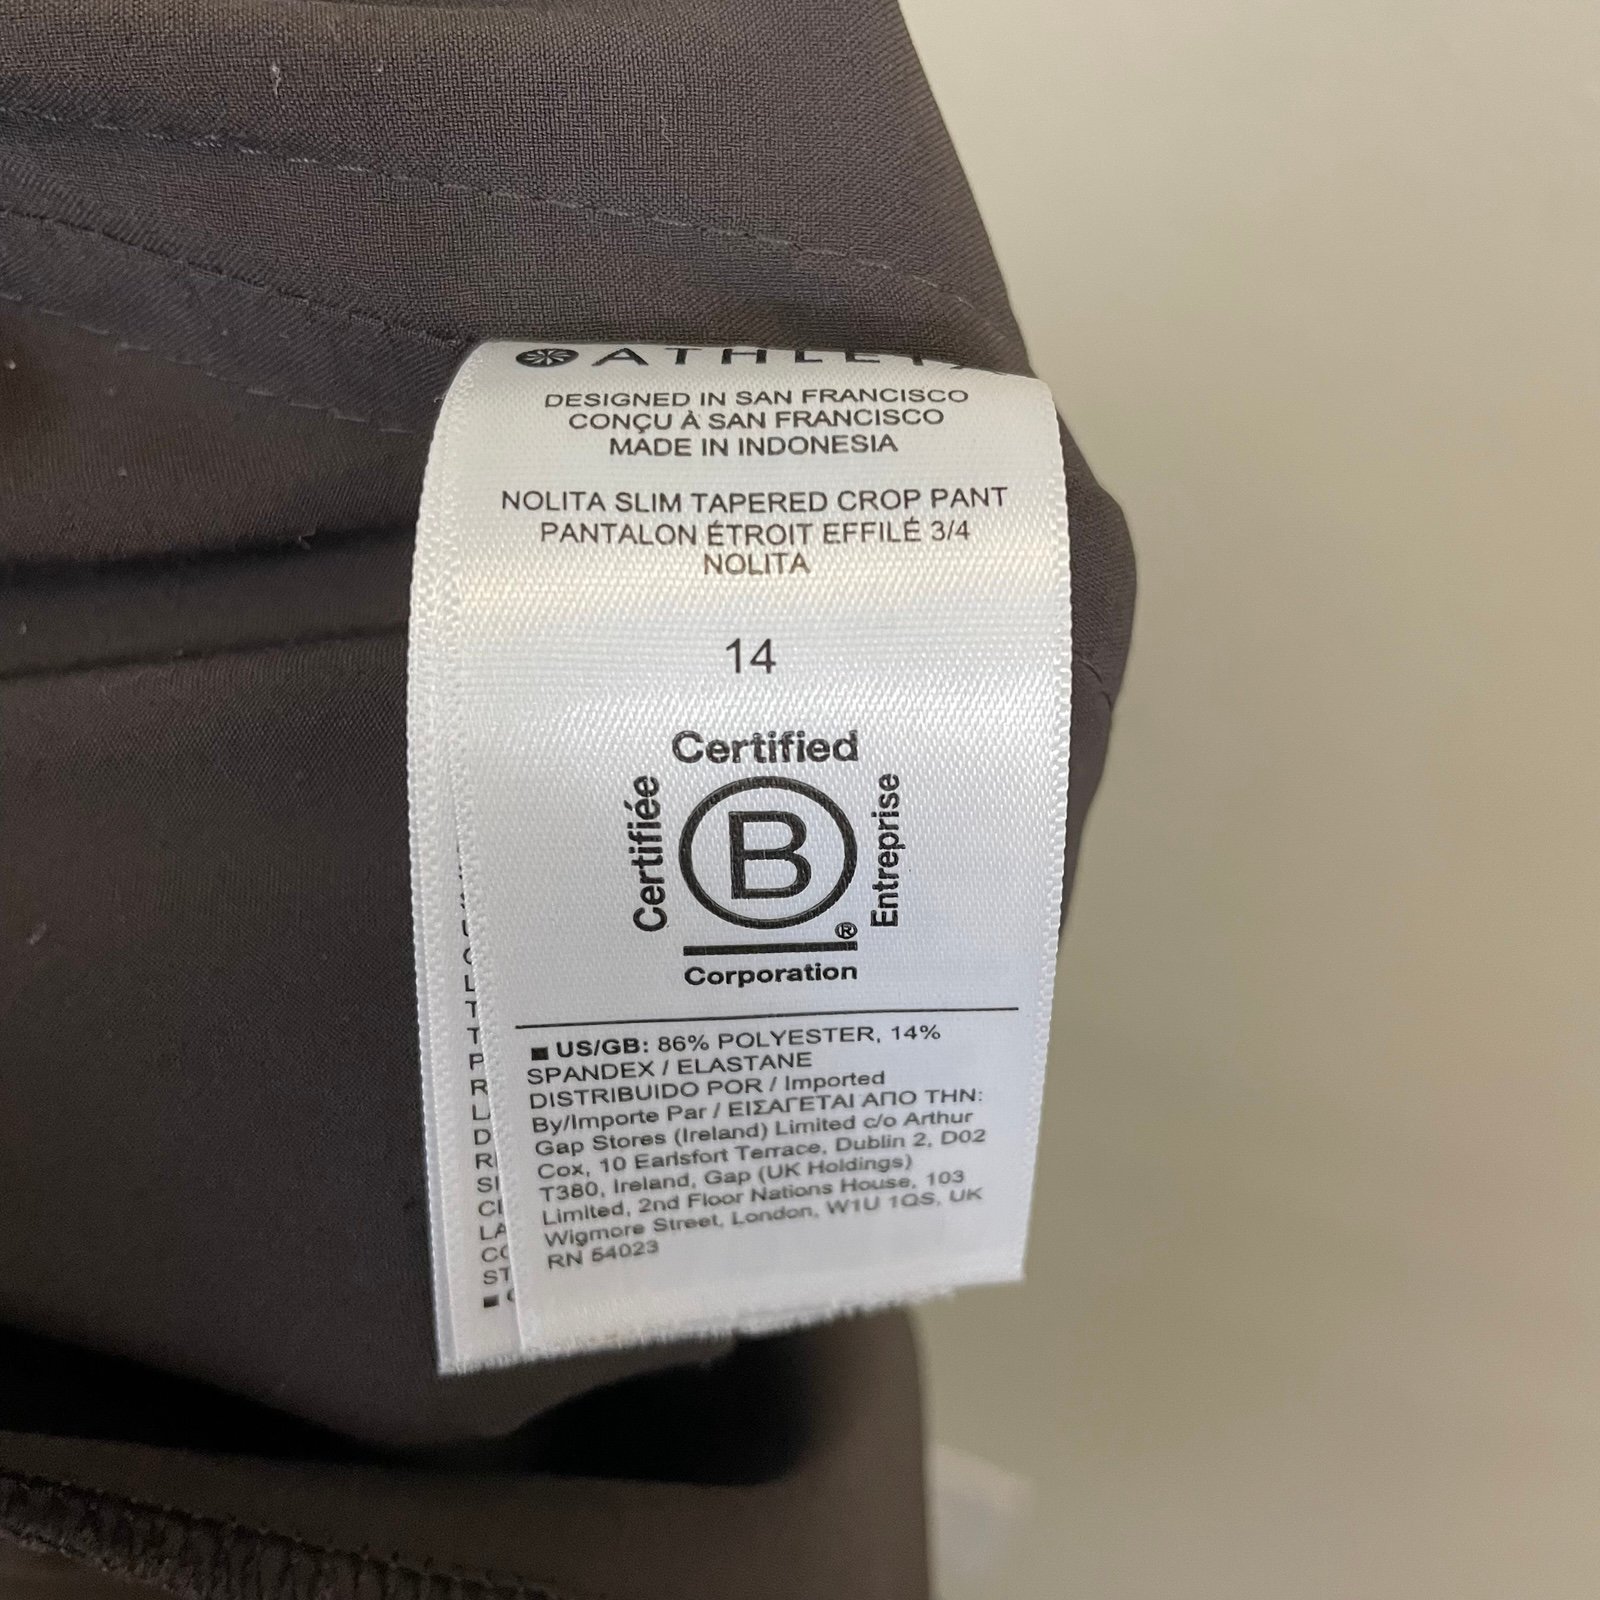 ATHLETA
DESIGNED IN SAN FRANCISCO
CONÇU À SAN FRANCISCO
MADE IN INDONESIA
NOLITA SLIM TAPERED CROP PANT
PANTALON ÉTROIT EFFILÉ 3/4
NOLITA
14
Certified
Certifiée
B
Entreprise
®
Corporation
US/GB: 86% POLYESTER, 14%
SPANDEX / ELASTANE
DISTRIBUIDO POR / Imported
By/Importe Par / ΕΙΣΑΓΕΤΑΙ ΑΠΟ ΤΗΝ:
Gap Stores (Ireland) Limited c/o Arthur
Cox, 10 Earlsfort Terrace, Dublin 2, D02
T380, Ireland, Gap (UK Holdings)
Limited, 2nd Floor Nations House, 103
Wigmore Street, London, W1U 1QS, UK
RN 54023